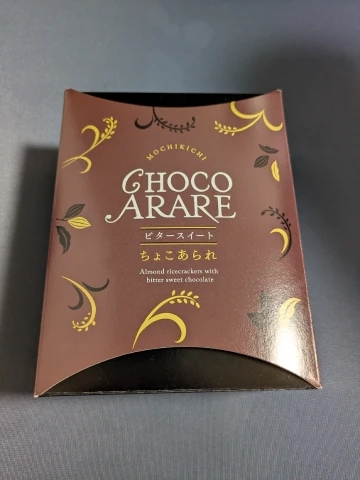 MOCHIKICHI
CHOCO
ARARE
ビタースイート
ちょこあられ
Almond ricecrackers with
bitter sweet chocolate